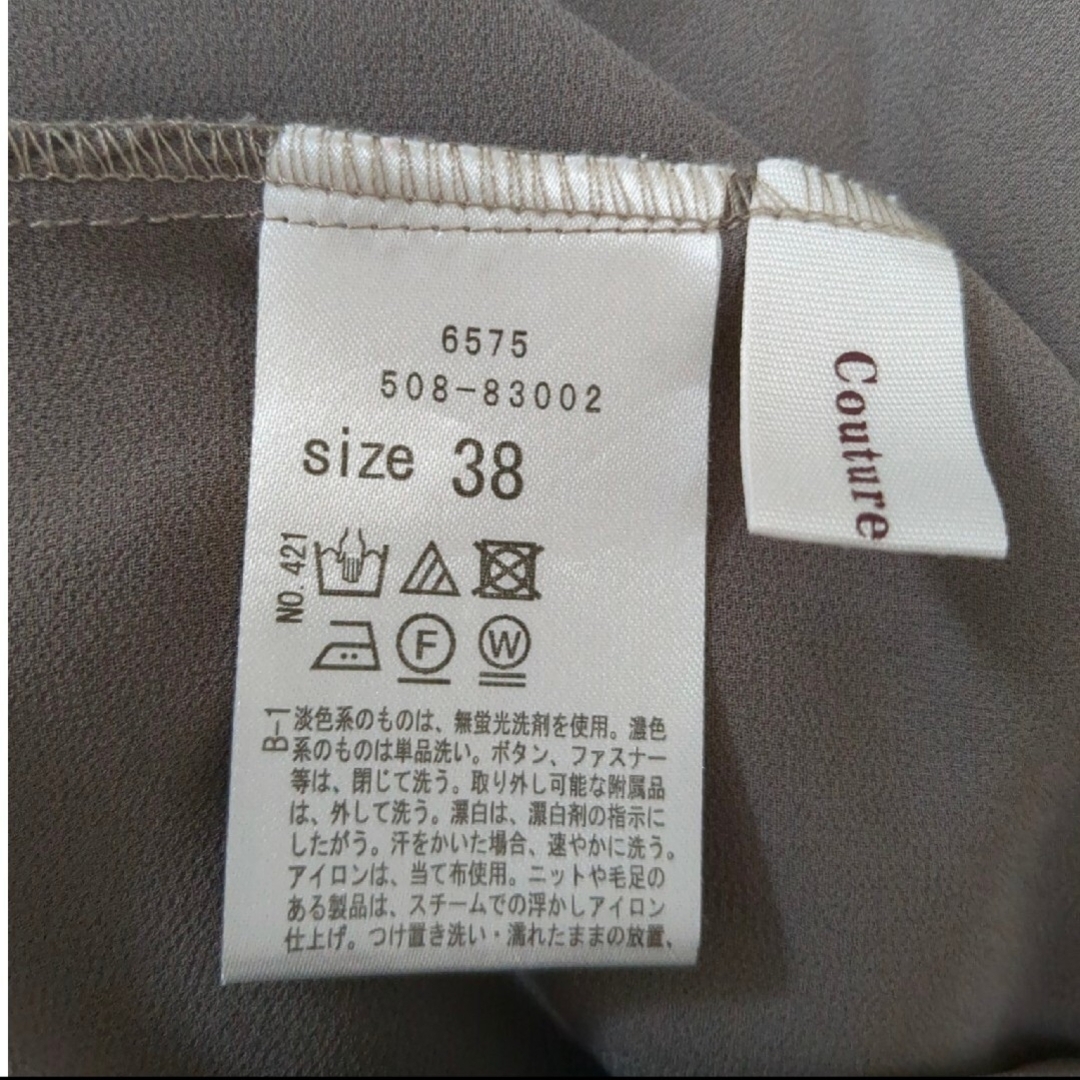 6575
508-83002
size 38
NO. 421
F
W
B-1
淡色系のものは、無蛍光洗剤を使用。濃色
系のものは単品洗い。ボタン、ファスナー
等は、閉じて洗う。取り外し可能な附属品
は、外して洗う。漂白は、漂白剤の指示に
したがう。汗をかいた場合、速やかに洗う。
アイロンは、当て布使用。ニットや毛足の
ある製品は、スチームでの浮かしアイロン
仕上げ。つけ置き洗い・濡れたままの放置、
Couture